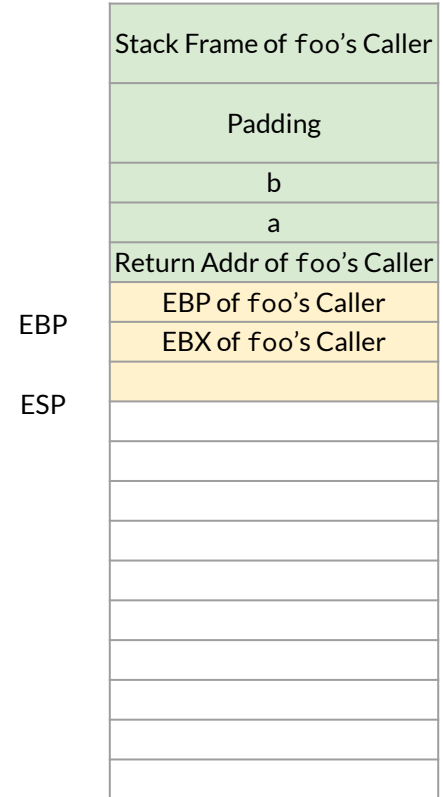 Stack Frame of foo’s Caller
Padding
b
a
Return Addr of foo’s Caller
EBP of foo’s Caller
EBP
EBX of foo’s Caller
ESP